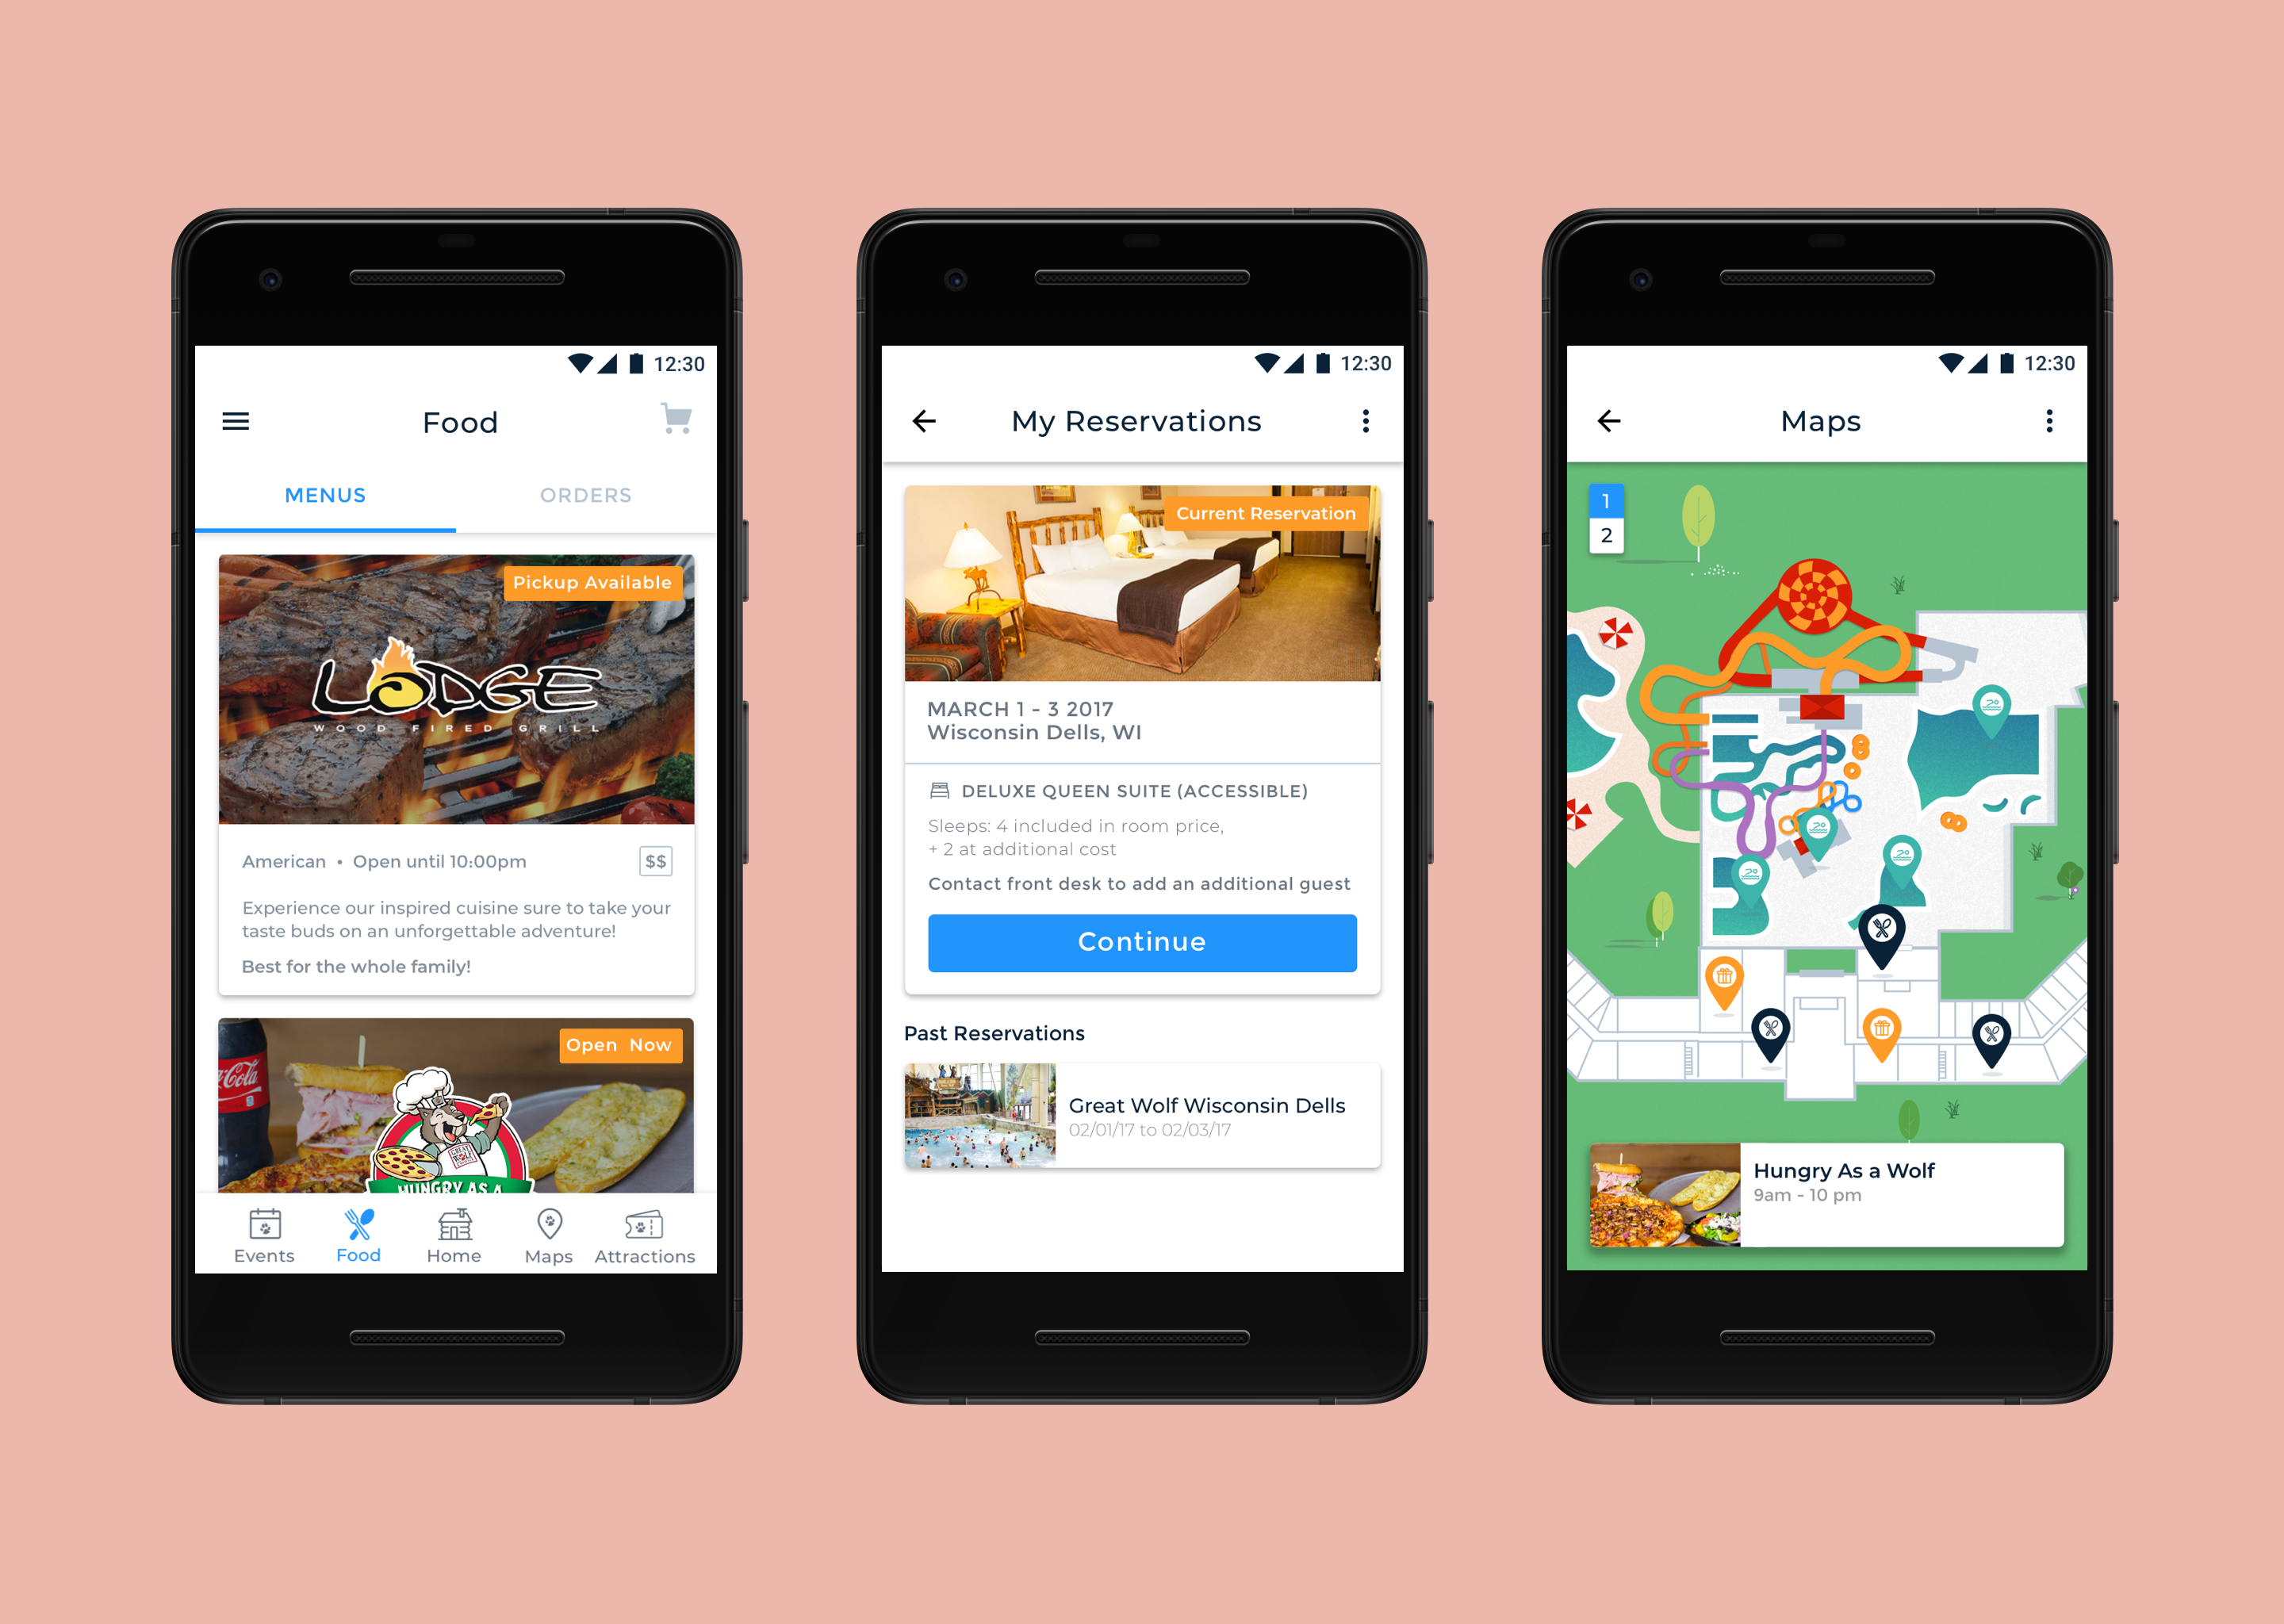 12:30
Food
MENUS
ORDERS
Pickup Available
LODGE
WOOD FIRED GRILL
American • Open until 10:00pm
$$
Experience our inspired cuisine sure to take your
taste buds on an unforgettable adventure!
Best for the whole family!
Open Now
Coca-Cola
GREAT WOLF LODGE
HUNGRY AS A
Events
Food
Home
Maps
Attractions
12:30
My Reservations
Current Reservation
MARCH 1 - 3 2017
Wisconsin Dells, WI
DELUXE QUEEN SUITE (ACCESSIBLE)
Sleeps: 4 included in room price,
+ 2 at additional cost
Contact front desk to add an additional guest
Continue
Past Reservations
Great Wolf Wisconsin Dells
02/01/17 to 02/03/17
12:30
Maps
1
2
Hungry As a Wolf
9am - 10 pm